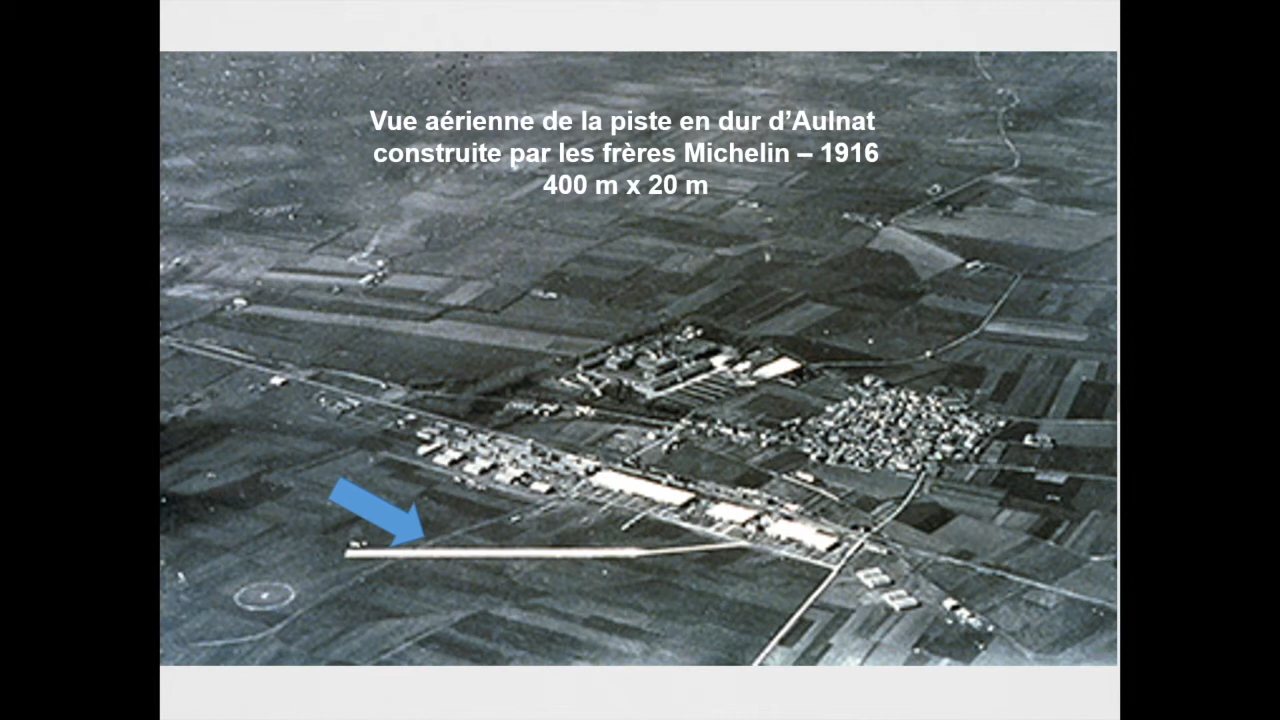 Vue aérienne de la piste en dur d’Aulnat
construite par les frères Michelin – 1916
400 m x 20 m